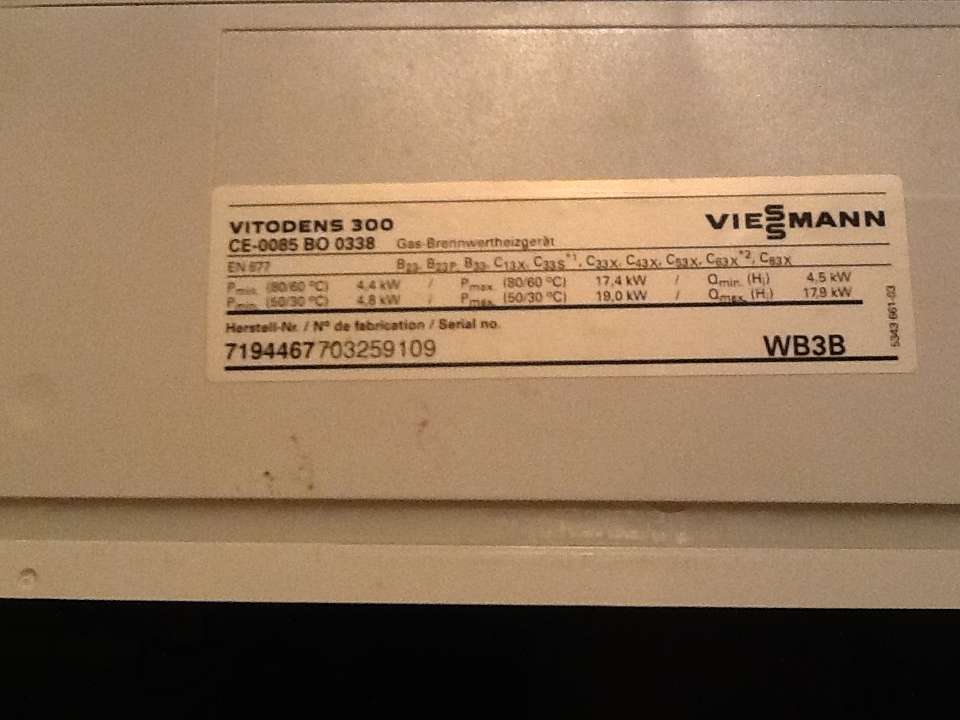 VITODENS 300
VIESSMANN
CE-0085 BO 0338 Gas-Brennwertheizgerät
EN 677 B23, B23P, B33, C13X, C33S*1, C33X, C43X, C53X, C63X*2, C83X
Pmin. (80/60 °C) 4,4 kW / Pmax. (80/60 °C) 17,4 kW / Qmin. (Hi) 4,5 kW
Pmin. (50/30 °C) 4,8 kW / Pmax. (50/30 °C) 19,0 kW / Qmax. (Hi) 17,9 kW
Herstell-Nr. / N° de fabrication / Serial no.
7194467703259109
WB3B
5343 661-03